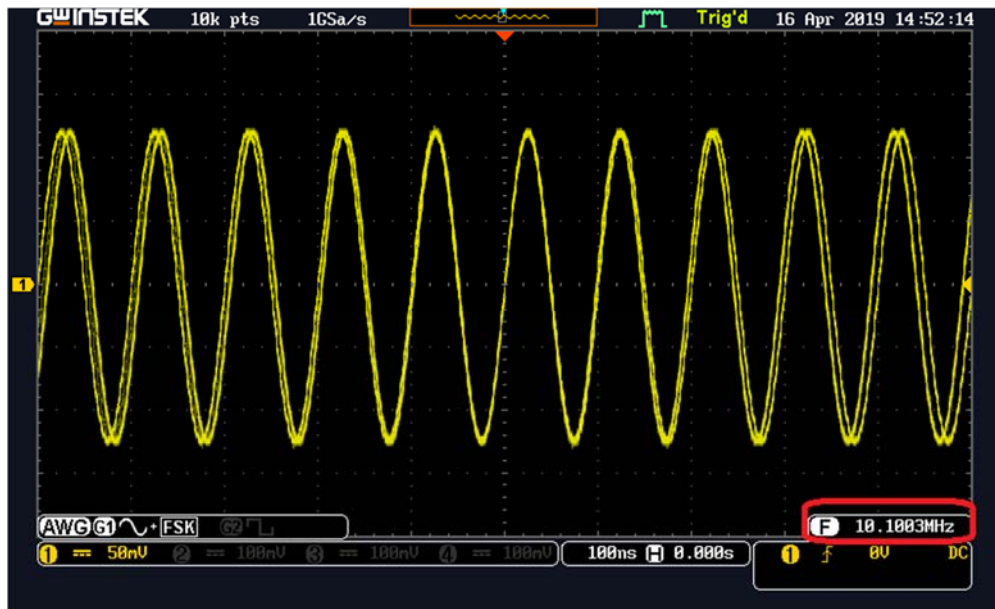 GWINSTEK 10k pts 1GSa/s Trig'd 16 Apr 2019 14:52:14
1
AWG G1 + FSK G2 F 10.1003MHz
1 50mV 2 100mV 3 100mV 4 100mV 100ns H 0.000s 1 0V DC